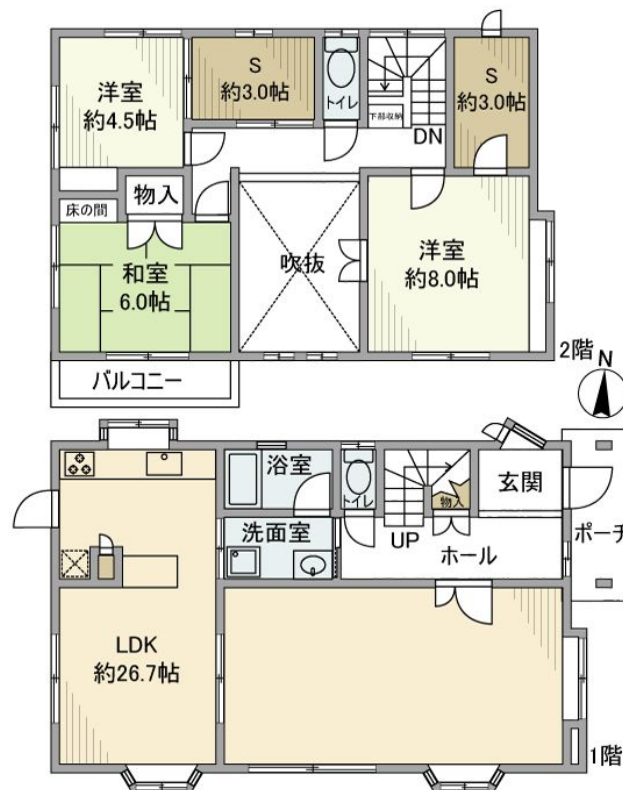 洋室
約4.5帖
S
約3.0帖
トイレ
下部収納
DN
S
約3.0帖
床の間
物入
和室
6.0帖
吹抜
洋室
約8.0帖
2階
バルコニー
N
浴室
トイレ
物入
玄関
洗面室
UP
ホール
ポーチ
LDK
約26.7帖
1階